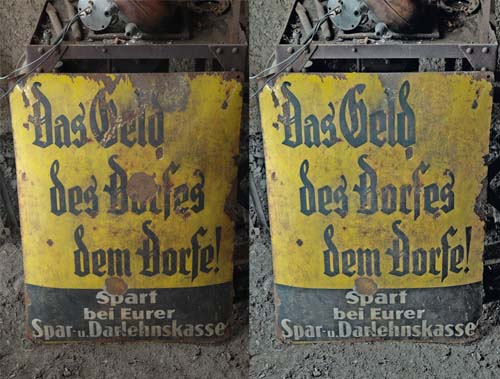 Das Geld
des Dorfes
dem Dorfe!
Spart
bei Eurer
Spar-u.Darlehnskasse
Das Geld
des Dorfes
dem Dorfe!
Spart
bei Eurer
Spar-u.Darlehnskasse